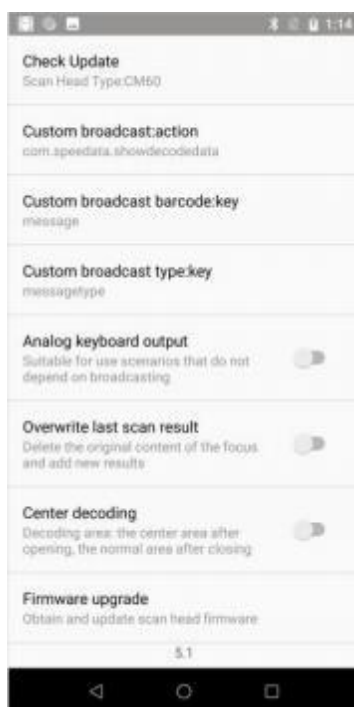 1:14
Check Update
Scan Head Type:CM60
Custom broadcast:action
com.speedata.showdecodedata
Custom broadcast barcode:key
message
Custom broadcast type:key
messagetype
Analog keyboard output
Suitable for use scenarios that do not
depend on broadcasting
Overwrite last scan result
Delete the original content of the focus
and add new results
Center decoding
Decoding area: the center area after
opening, the normal area after closing
Firmware upgrade
Obtain and update scan head firmware
5.1